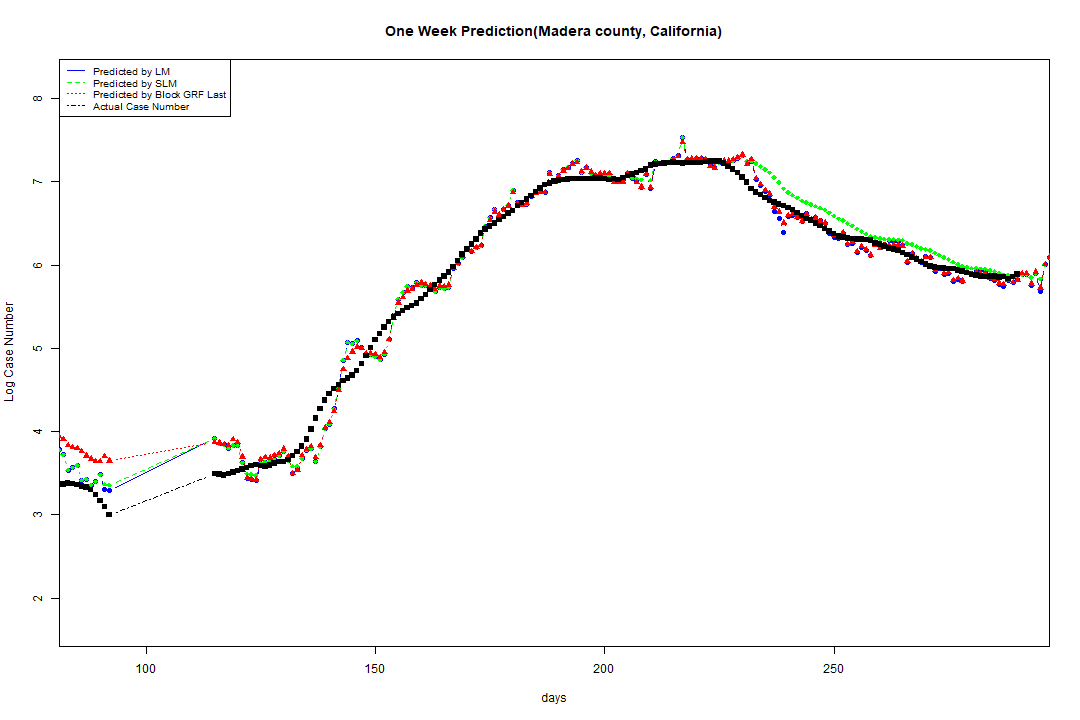 One Week Prediction(Madera county, California)
Predicted by LM
Predicted by SLM
Predicted by Block GRF Last
Actual Case Number
8
7
6
5
4
3
2
Log Case Number
100 150 200 250
days